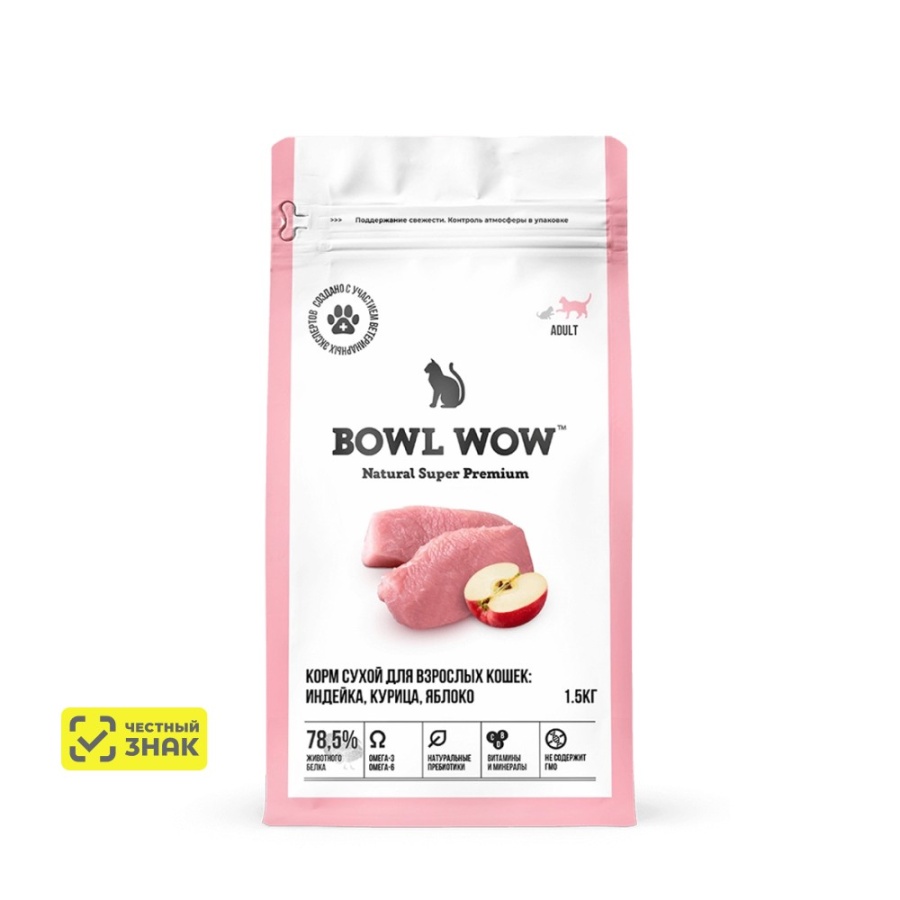 >>> Поддержание свежести. Контроль атмосферы в упаковке
СОЗДАНО С УЧАСТИЕМ ВЕТЕРИНАРНЫХ ЭКСПЕРТОВ
ADULT
BOWL WOW™
Natural Super Premium
КОРМ СУХОЙ ДЛЯ ВЗРОСЛЫХ КОШЕК:
ИНДЕЙКА, КУРИЦА, ЯБЛОКО 1.5КГ
78,5%
ЖИВОТНОГО
БЕЛКА
Ω
ОМЕГА-3
ОМЕГА-6
НАТУРАЛЬНЫЕ
ПРЕБИОТИКИ
ВИТАМИНЫ
И МИНЕРАЛЫ
НЕ СОДЕРЖИТ
ГМО
ЧЕСТНЫЙ
ЗНАК